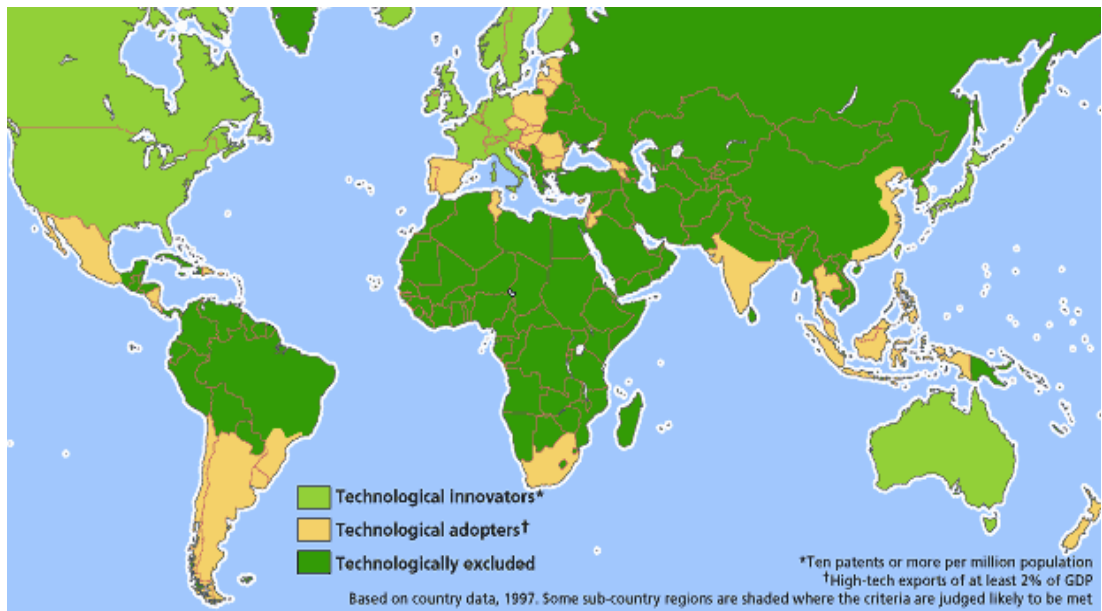 Technological innovators*
Technological adopters†
Technologically excluded
*Ten patents or more per million population
†High-tech exports of at least 2% of GDP
Based on country data, 1997. Some sub-country regions are shaded where the criteria are judged likely to be met